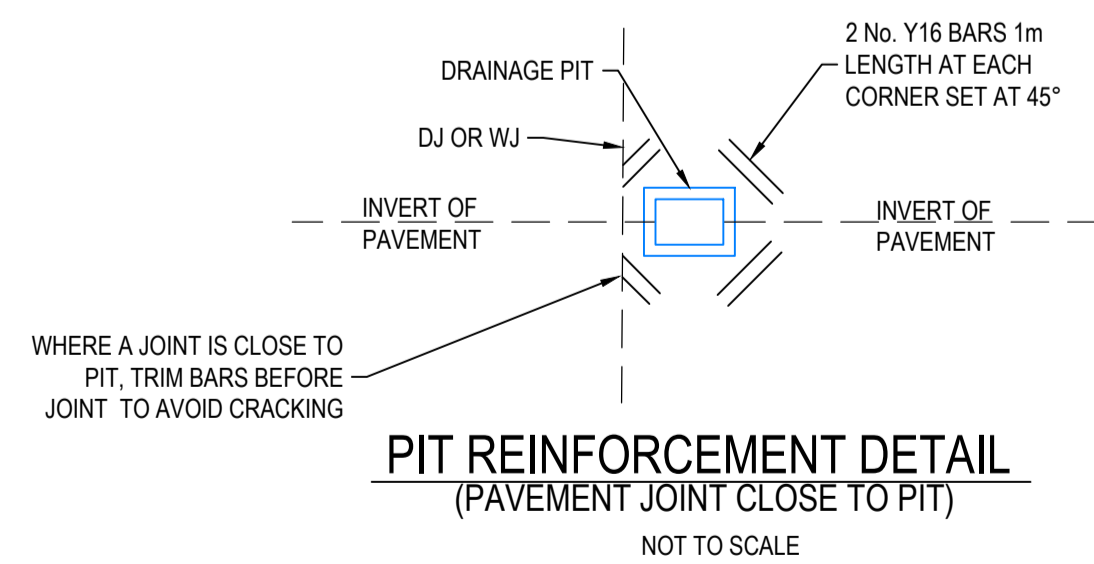 2 No. Y16 BARS 1m
LENGTH AT EACH
CORNER SET AT 45°
DRAINAGE PIT
DJ OR WJ
INVERT OF
PAVEMENT
INVERT OF
PAVEMENT
WHERE A JOINT IS CLOSE TO
PIT, TRIM BARS BEFORE
JOINT TO AVOID CRACKING
PIT REINFORCEMENT DETAIL
(PAVEMENT JOINT CLOSE TO PIT)
NOT TO SCALE